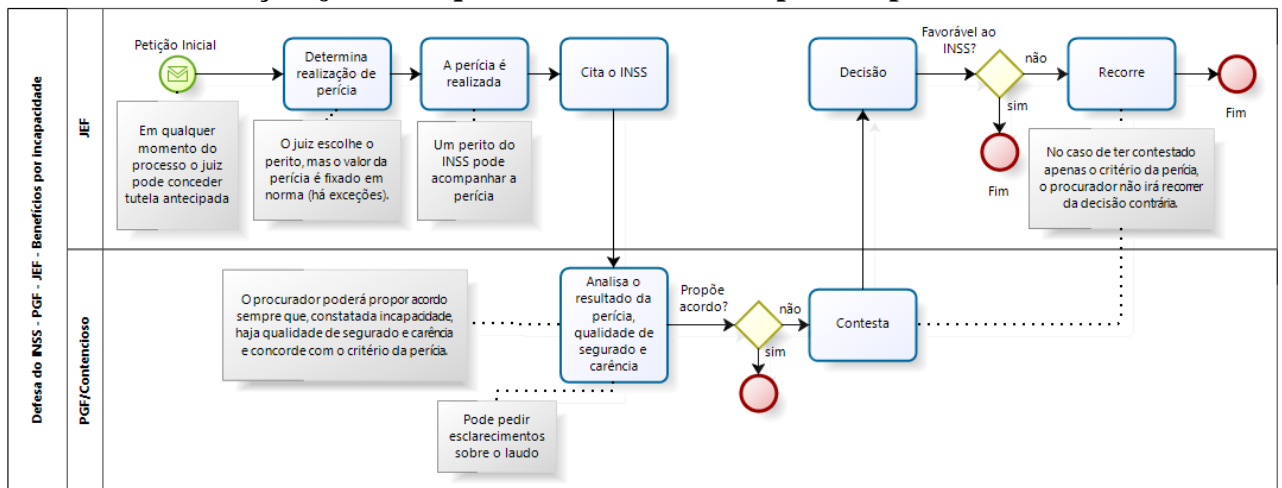 Defesa do INSS - PGF - JEF - Benefícios por incapacidade
JEF
Petição Inicial
Em qualquer
momento do
processo o juiz
pode conceder
tutela antecipada
Determina
realização de
perícia
O juiz escolhe o
perito, mas o valor da
perícia é fixado em
norma (há exceções).
A perícia é
realizada
Um perito do
INSS pode
acompanhar a
perícia
Cita o INSS
Decisão
Favorável ao
INSS?
não
sim
Fim
Recorre
Fim
No caso de ter contestado
apenas o critério da perícia,
o procurador não irá recorrer
da decisão contrária.
PGF/Contencioso
O procurador poderá propor acordo
sempre que, constatada incapacidade,
haja qualidade de segurado e carência
e concorde com o critério da perícia.
Analisa o
resultado da
perícia,
qualidade de
segurado e
carência
Pode pedir
esclarecimentos
sobre o laudo
Propõe
acordo?
não
sim
Contesta